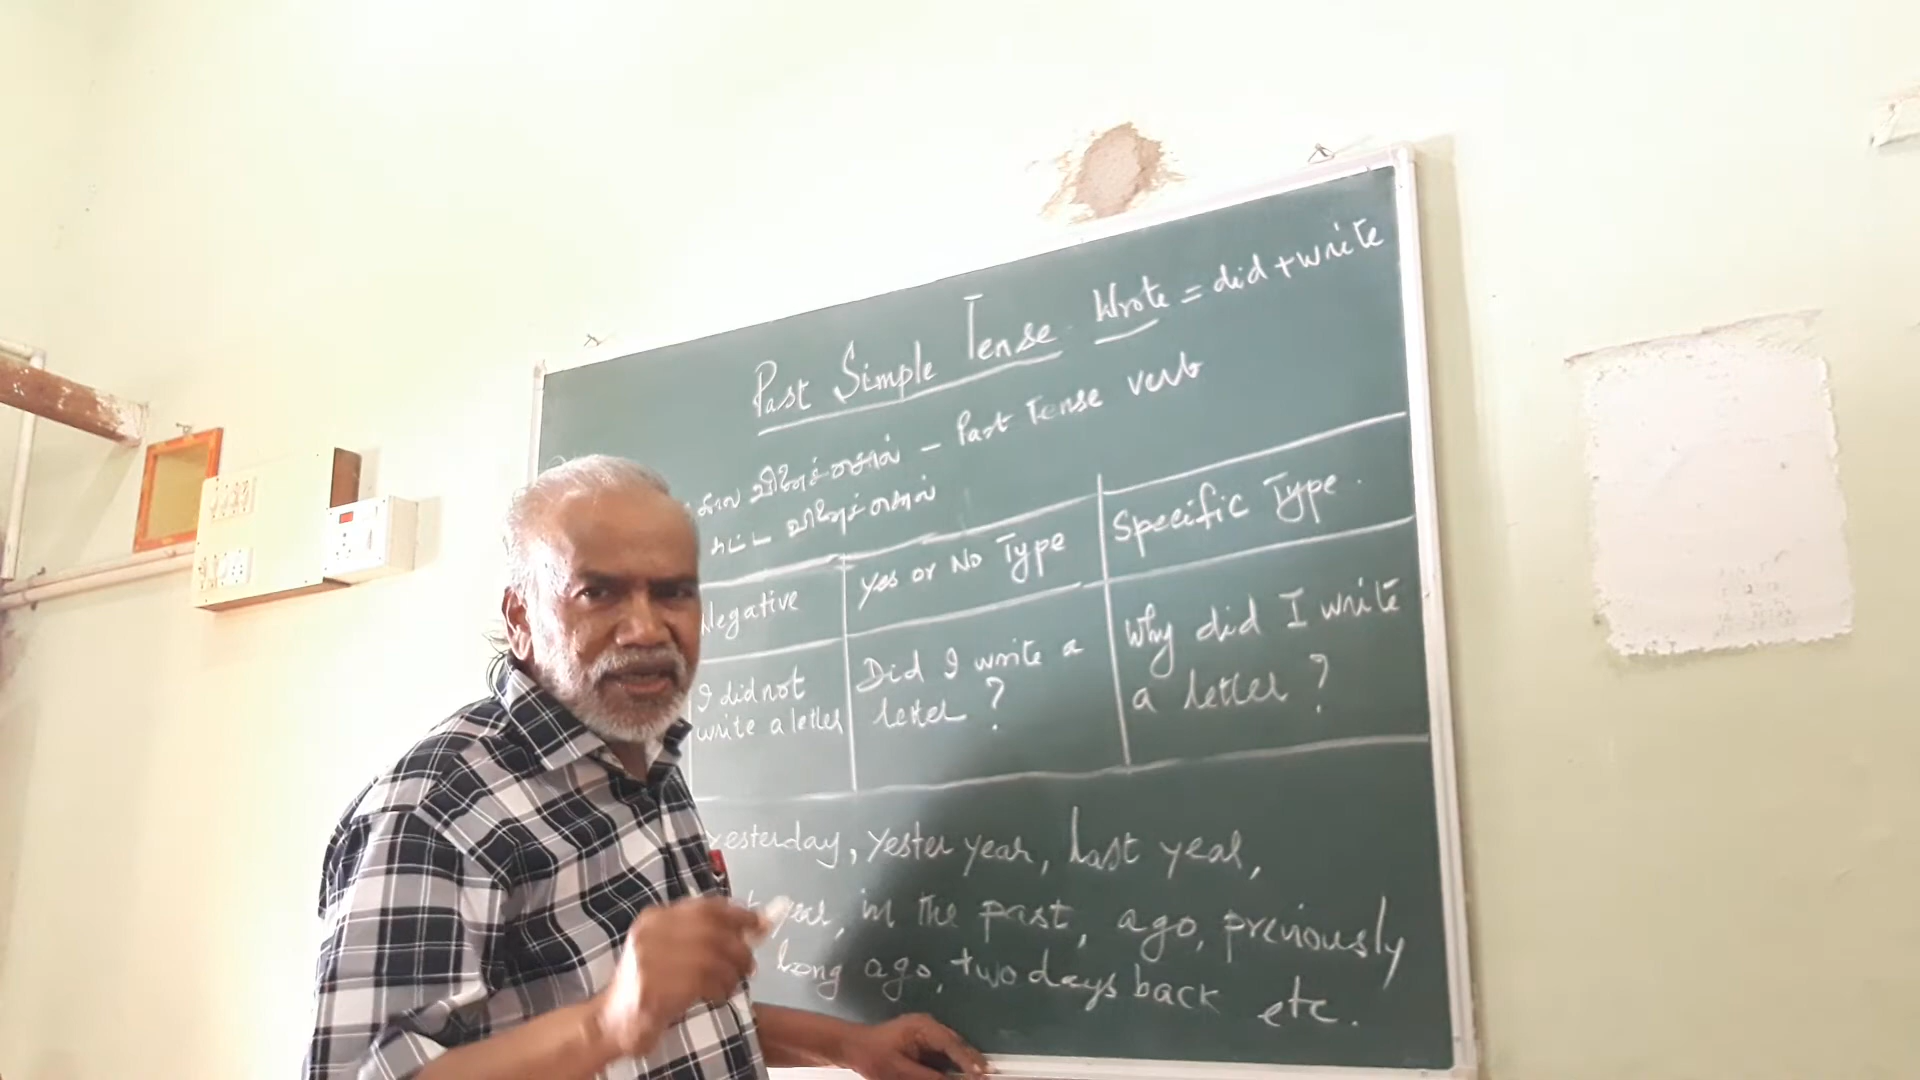 Past Simple Tense Wrote = did + write
கால வினைச்சொல் - Past Tense verb
சுட்ட வினைச்சொல்
Negative Yes or No Type Specific Type.
I did not write a letter
Did I write a letter?
Why did I write a letter?
yesterday, yester year, last year,
year, in the past, ago, previously
long ago, two days back etc.